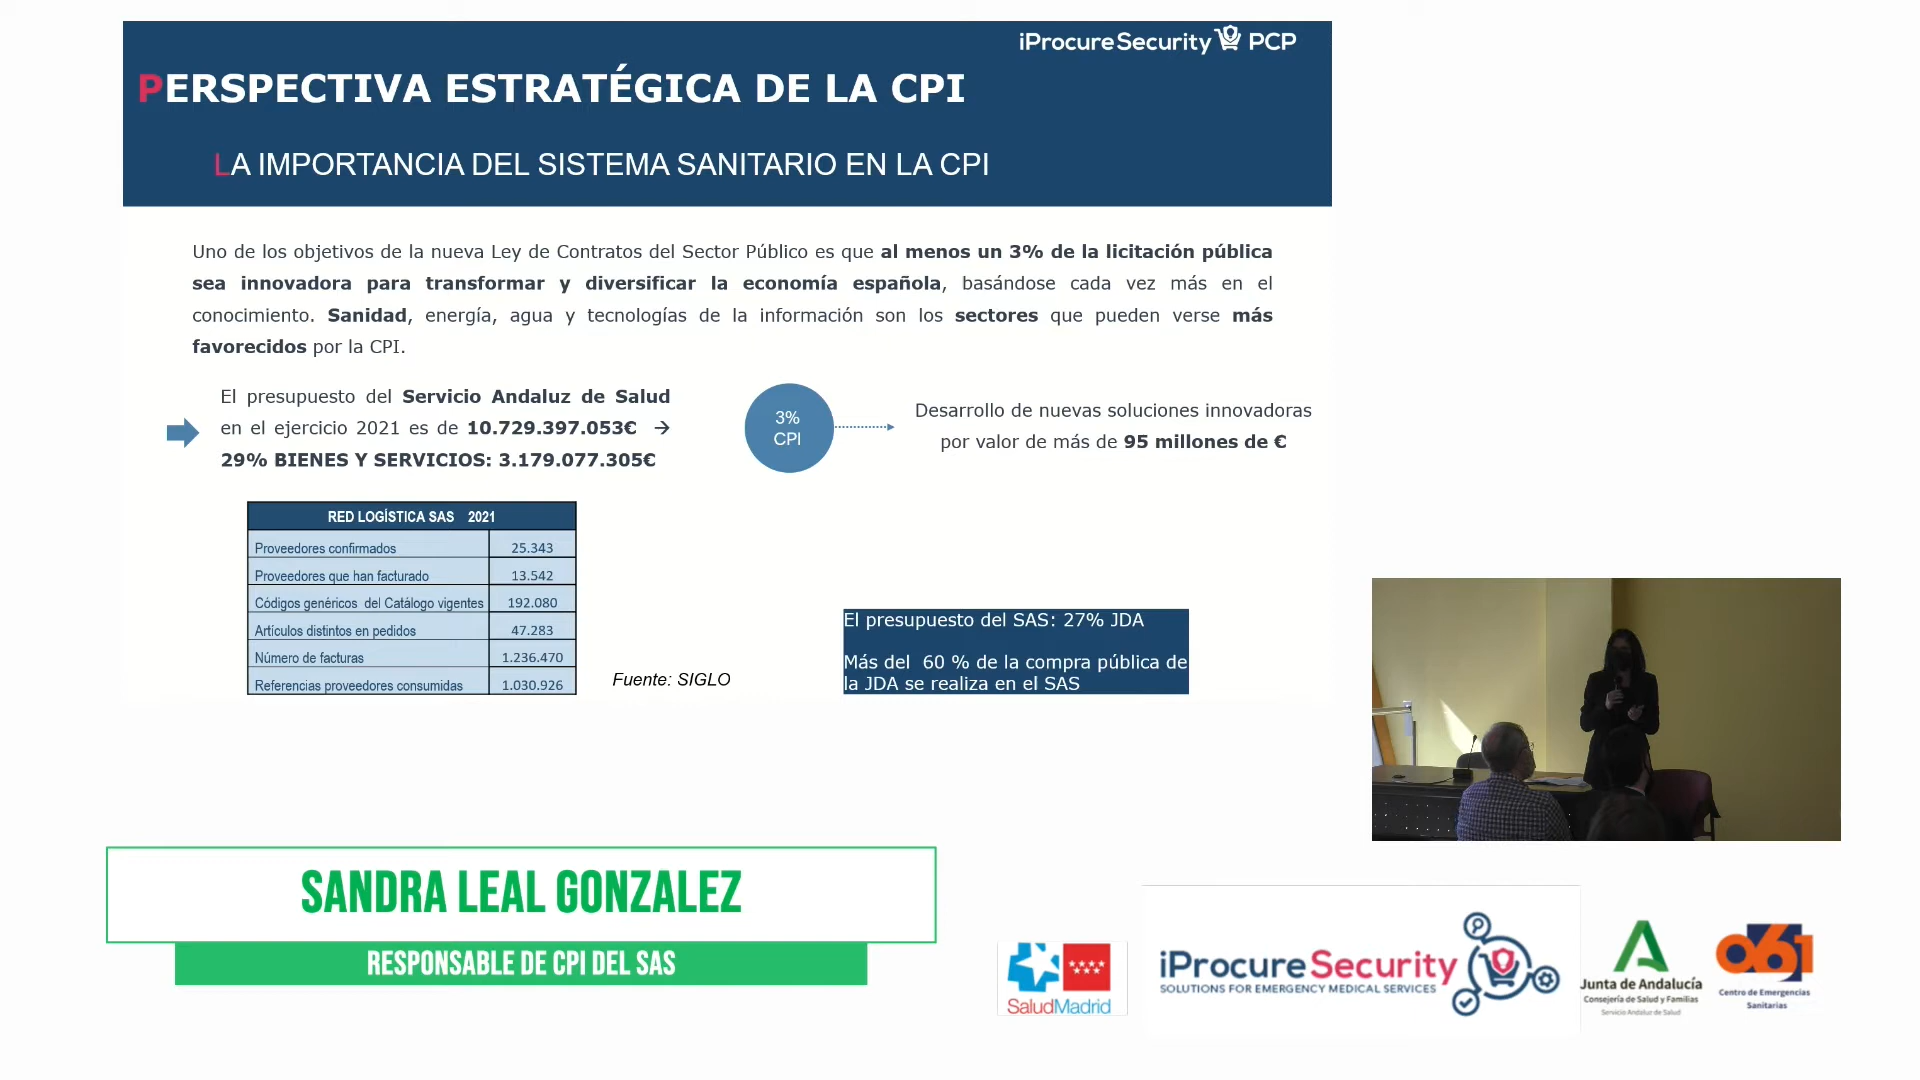 iProcureSecurity PCP
PERSPECTIVA ESTRATÉGICA DE LA CPI
LA IMPORTANCIA DEL SISTEMA SANITARIO EN LA CPI
Uno de los objetivos de la nueva Ley de Contratos del Sector Público es que al menos un 3% de la licitación pública
sea innovadora para transformar y diversificar la economía española, basándose cada vez más en el
conocimiento. Sanidad, energía, agua y tecnologías de la información son los sectores que pueden verse más
favorecidos por la CPI.
El presupuesto del Servicio Andaluz de Salud
en el ejercicio 2021 es de 10.729.397.053€ →
29% BIENES Y SERVICIOS: 3.179.077.305€
3%
CPI
Desarrollo de nuevas soluciones innovadoras
por valor de más de 95 millones de €
RED LOGÍSTICA SAS 2021
Proveedores confirmados 25.343
Proveedores que han facturado 13.542
Códigos genéricos del Catálogo vigentes 192.080
Artículos distintos en pedidos 47.283
Número de facturas 1.236.470
Referencias proveedores consumidas 1.030.926
Fuente: SIGLO
El presupuesto del SAS: 27% JDA
Más del 60 % de la compra pública de
la JDA se realiza en el SAS
SANDRA LEAL GONZALEZ
RESPONSABLE DE CPI DEL SAS
SaludMadrid
iProcureSecurity
SOLUTIONS FOR EMERGENCY MEDICAL SERVICES
Junta de Andalucía
Consejería de Salud y Familias
Servicio Andaluz de Salud
061
Centro de Emergencias
Sanitarias